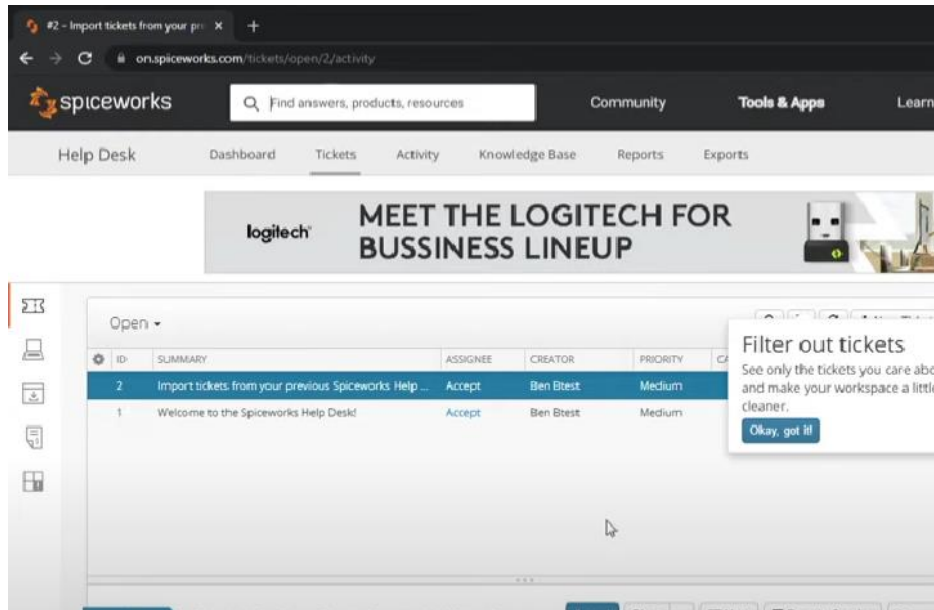 #2 – Import tickets from your pr
on.spiceworks.com/tickets/open/2/activity
spiceworks
Find answers, products, resources
Community
Tools & Apps
Learn
Help Desk
Dashboard
Tickets
Activity
Knowledge Base
Reports
Exports
logitech
MEET THE LOGITECH FOR
BUSSINESS LINEUP
Open
ID SUMMARY ASSIGNEE CREATOR PRIORITY CA
2 Import tickets from your previous Spiceworks Help ... Accept Ben Btest Medium
1 Welcome to the Spiceworks Help Desk! Accept Ben Btest Medium
Filter out tickets
See only the tickets you care abo
and make your workspace a little
cleaner.
Okay, got it!